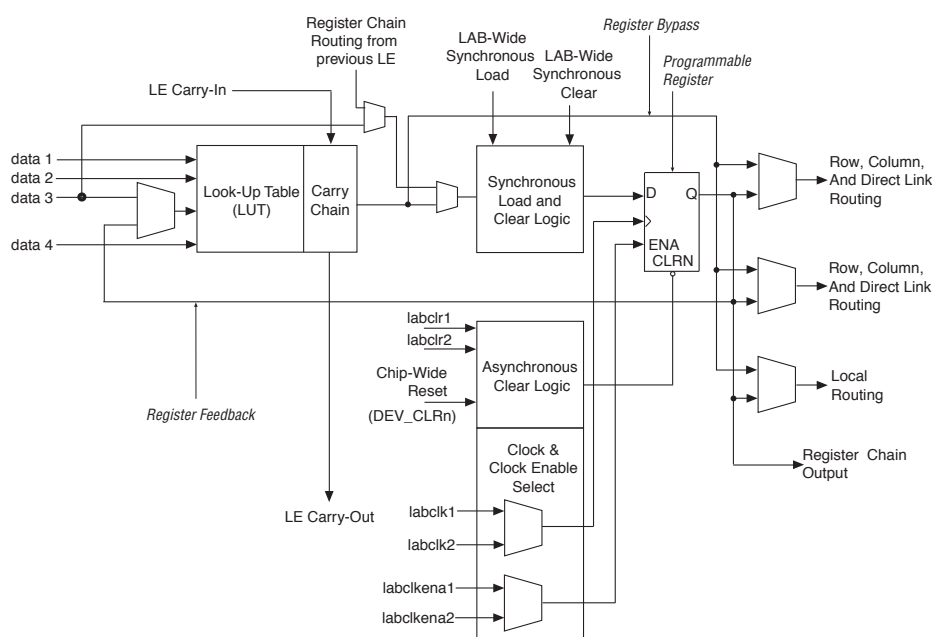 Register Chain
Routing from
previous LE
LAB-Wide
Synchronous
Load
LAB-Wide
Synchronous
Clear
Register Bypass
Programmable
Register
LE Carry-In
data 1
data 2
data 3
data 4
Look-Up Table
(LUT)
Carry
Chain
Synchronous
Load and
Clear Logic
D
Q
ENA
CLRN
Row, Column,
And Direct Link
Routing
Row, Column,
And Direct Link
Routing
Local
Routing
Register Chain
Output
Register Feedback
labclr1
labclr2
Chip-Wide
Reset
(DEV_CLRn)
Asynchronous
Clear Logic
Clock &
Clock Enable
Select
LE Carry-Out
labclk1
labclk2
labclkena1
labclkena2